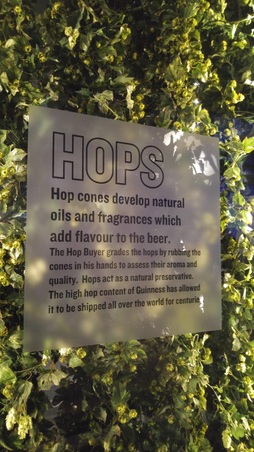 HOPS
Hop cones develop natural
oils and fragrances which
add flavour to the beer.
The Hop Buyer grades the hops by rubbing the
cones in his hands to assess their aroma and
quality. Hops act as a natural preservative.
The high hop content of Guinness has allowed
it to be shipped all over the world for centuries.